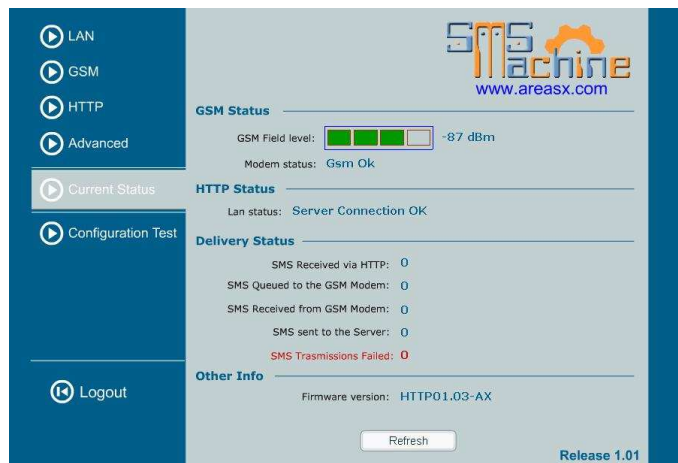 LAN
GSM
HTTP
Advanced
Current Status
Configuration Test
Logout
SMS
Machine
www.areasx.com
GSM Status
GSM Field level: -87 dBm
Modem status: Gsm Ok
HTTP Status
Lan status: Server Connection OK
Delivery Status
SMS Received via HTTP: 0
SMS Queued to the GSM Modem: 0
SMS Received from GSM Modem: 0
SMS sent to the Server: 0
SMS Trasmissions Failed: 0
Other Info
Firmware version: HTTP01.03-AX
Refresh
Release 1.01